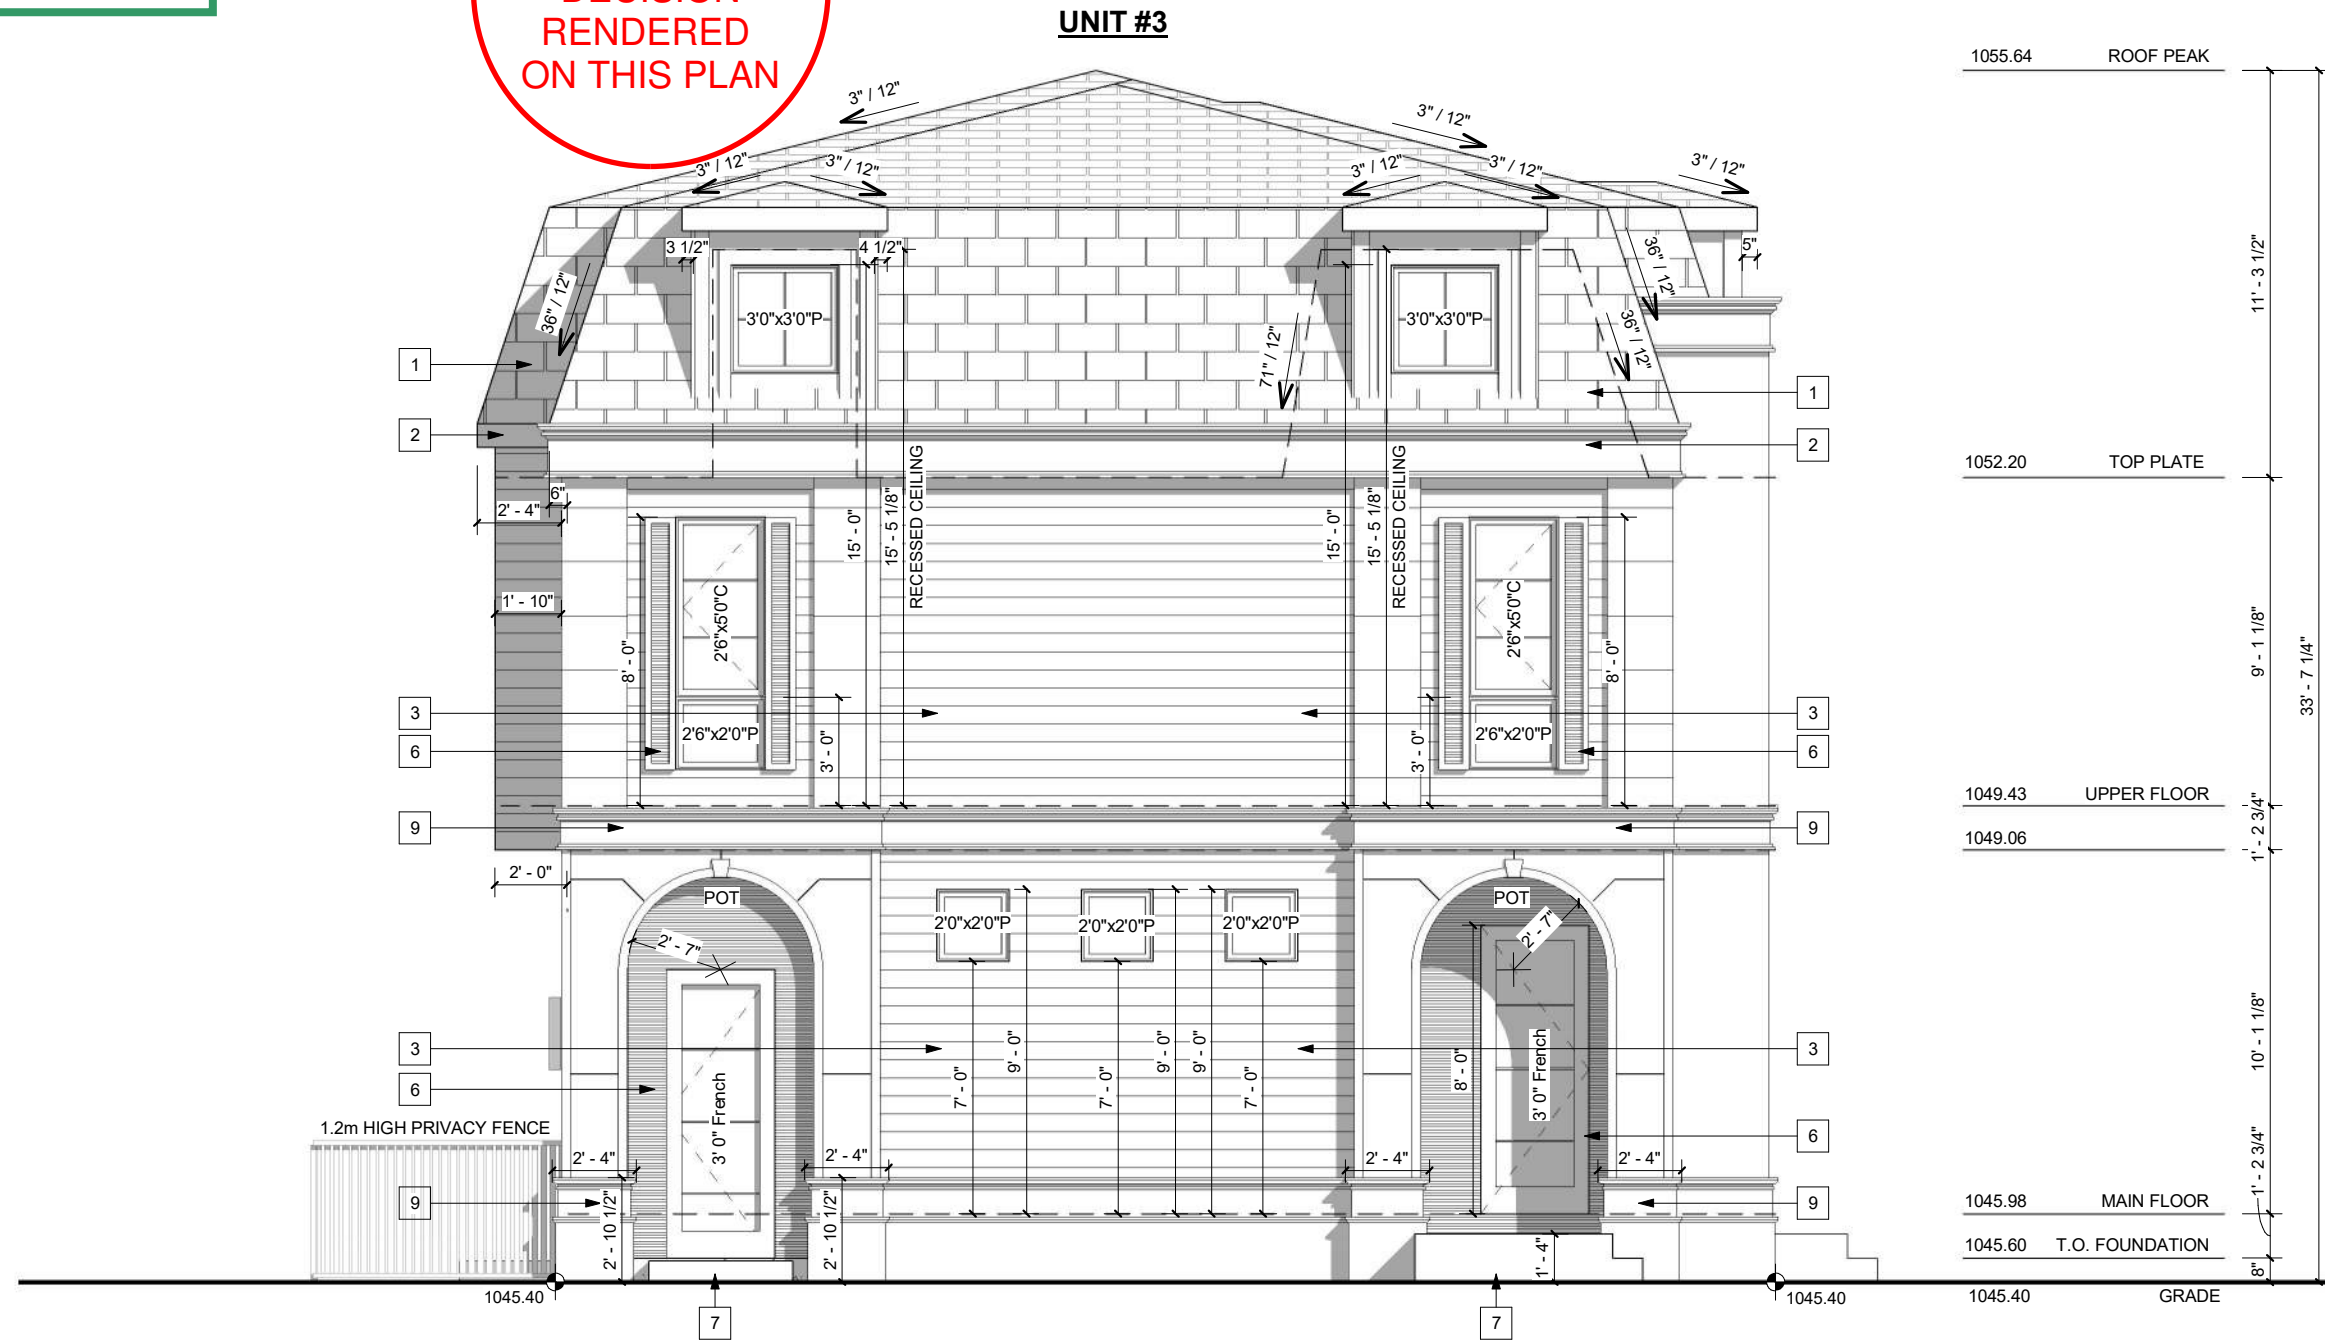 DECISION
RENDERED
ON THIS PLAN
UNIT #3
1055.64 ROOF PEAK
3" / 12"
3" / 12"
3" / 12"
3" / 12"
3" / 12"
3" / 12"
3" / 12"
3 1/2"
4 1/2"
5"
36" / 12"
36" / 12"
36" / 12"
71" / 12"
3'0"x3'0"P
3'0"x3'0"P
11' - 3 1/2"
1
1
2
2
1052.20 TOP PLATE
6"
2' - 4"
15' - 0"
15' - 5 1/8"
RECESSED CEILING
15' - 0"
15' - 5 1/8"
RECESSED CEILING
1' - 10"
8' - 0"
2'6"x5'0"C
2'6"x5'0"C
8' - 0"
9' - 1 1/8"
33' - 7 1/4"
3
3
2'6"x2'0"P
3' - 0"
3' - 0"
2'6"x2'0"P
6
6
1049.43 UPPER FLOOR
9
9
1' - 2 3/4"
1049.06
2' - 0"
POT
POT
2'0"x2'0"P
2'0"x2'0"P
2'0"x2'0"P
2' - 7"
2' - 7"
3
3
9' - 0"
9' - 0"
9' - 0"
7' - 0"
7' - 0"
7' - 0"
8' - 0"
10' - 1 1/8"
6
3' 0" French
3' 0" French
1.2m HIGH PRIVACY FENCE
6
2' - 4"
2' - 4"
2' - 4"
2' - 4"
1' - 2 3/4"
9
9
2' - 10 1/2"
2' - 10 1/2"
1045.98 MAIN FLOOR
1045.60 T.O. FOUNDATION
1' - 4"
8"
1045.40
1045.40
1045.40 GRADE
7
7